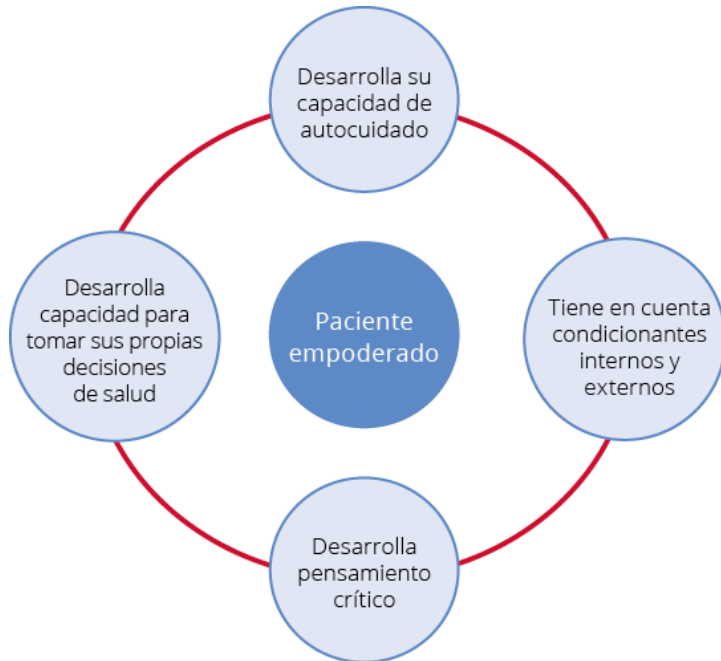 Desarrolla su
capacidad de
autocuidado
Desarrolla
capacidad para
tomar sus propias
decisiones
de salud
Paciente
empoderado
Tiene en cuenta
condicionantes
internos y
externos
Desarrolla
pensamiento
crítico